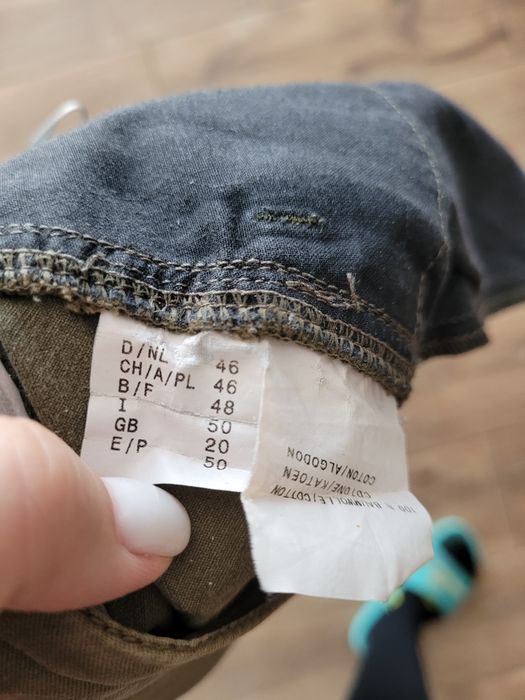 D/NL 46
CH/A/PL 46
B/F 48
I 50
GB 20
E/P 50
100 % BAUMWOLLE/COTTON
COTONE/KATOEN
COTON/ALGODON